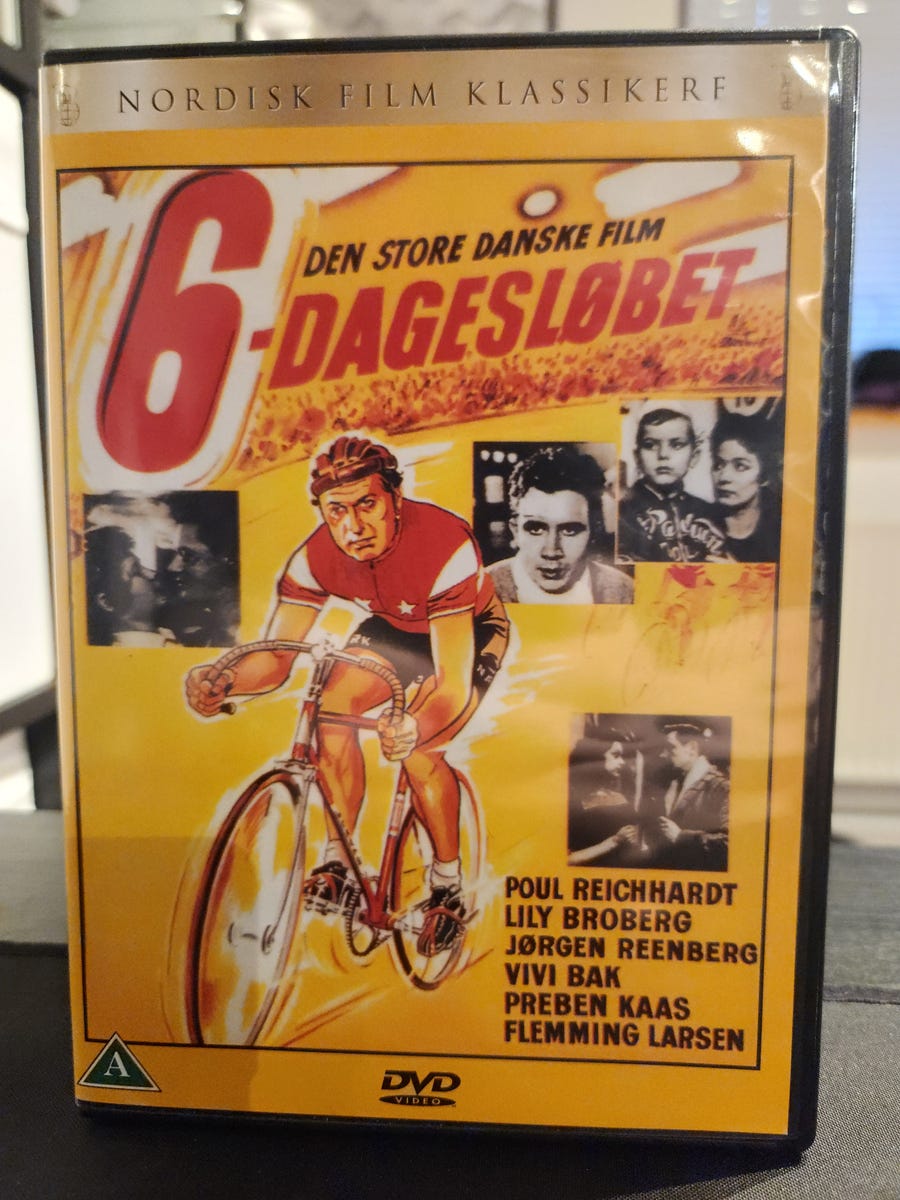 NORDISK FILM KLASSIKERE
DEN STORE DANSKE FILM
6-DAGESLØBET
POUL REICHHARDT
LILY BROBERG
JØRGEN REENBERG
VIVI BAK
PREBEN KAAS
FLEMMING LARSEN
A
DVD
VIDEO